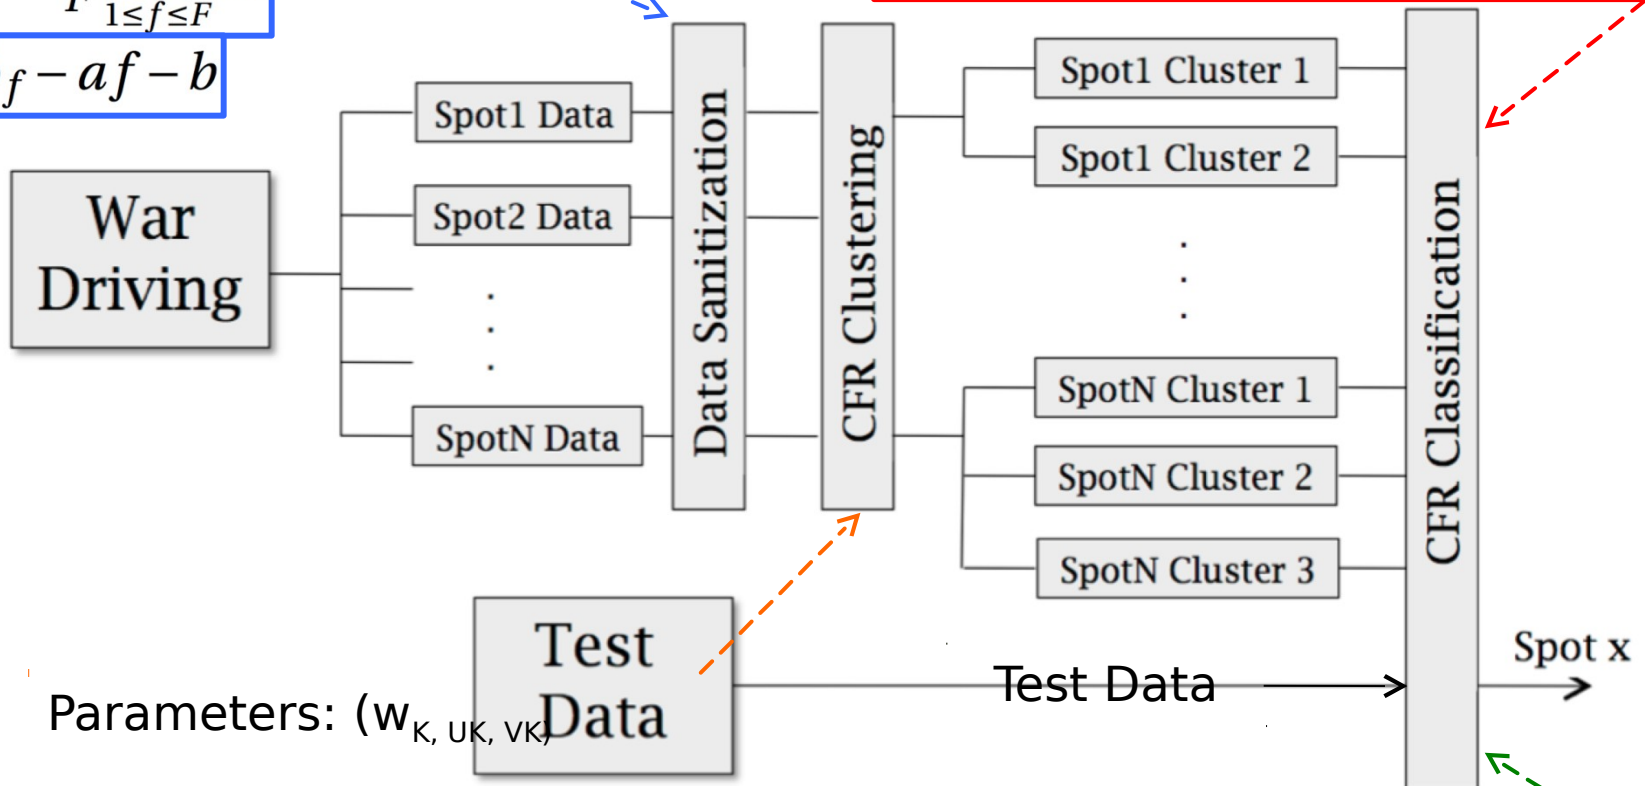 1≤f≤F
f − af − b
War
Driving
Spot1 Data
Spot2 Data
.
.
.
SpotN Data
Data Sanitization
CFR Clustering
Spot1 Cluster 1
Spot1 Cluster 2
.
.
.
SpotN Cluster 1
SpotN Cluster 2
SpotN Cluster 3
CFR Classification
Test
Data
Parameters: (wK, UK, VK)
Test Data
Spot x